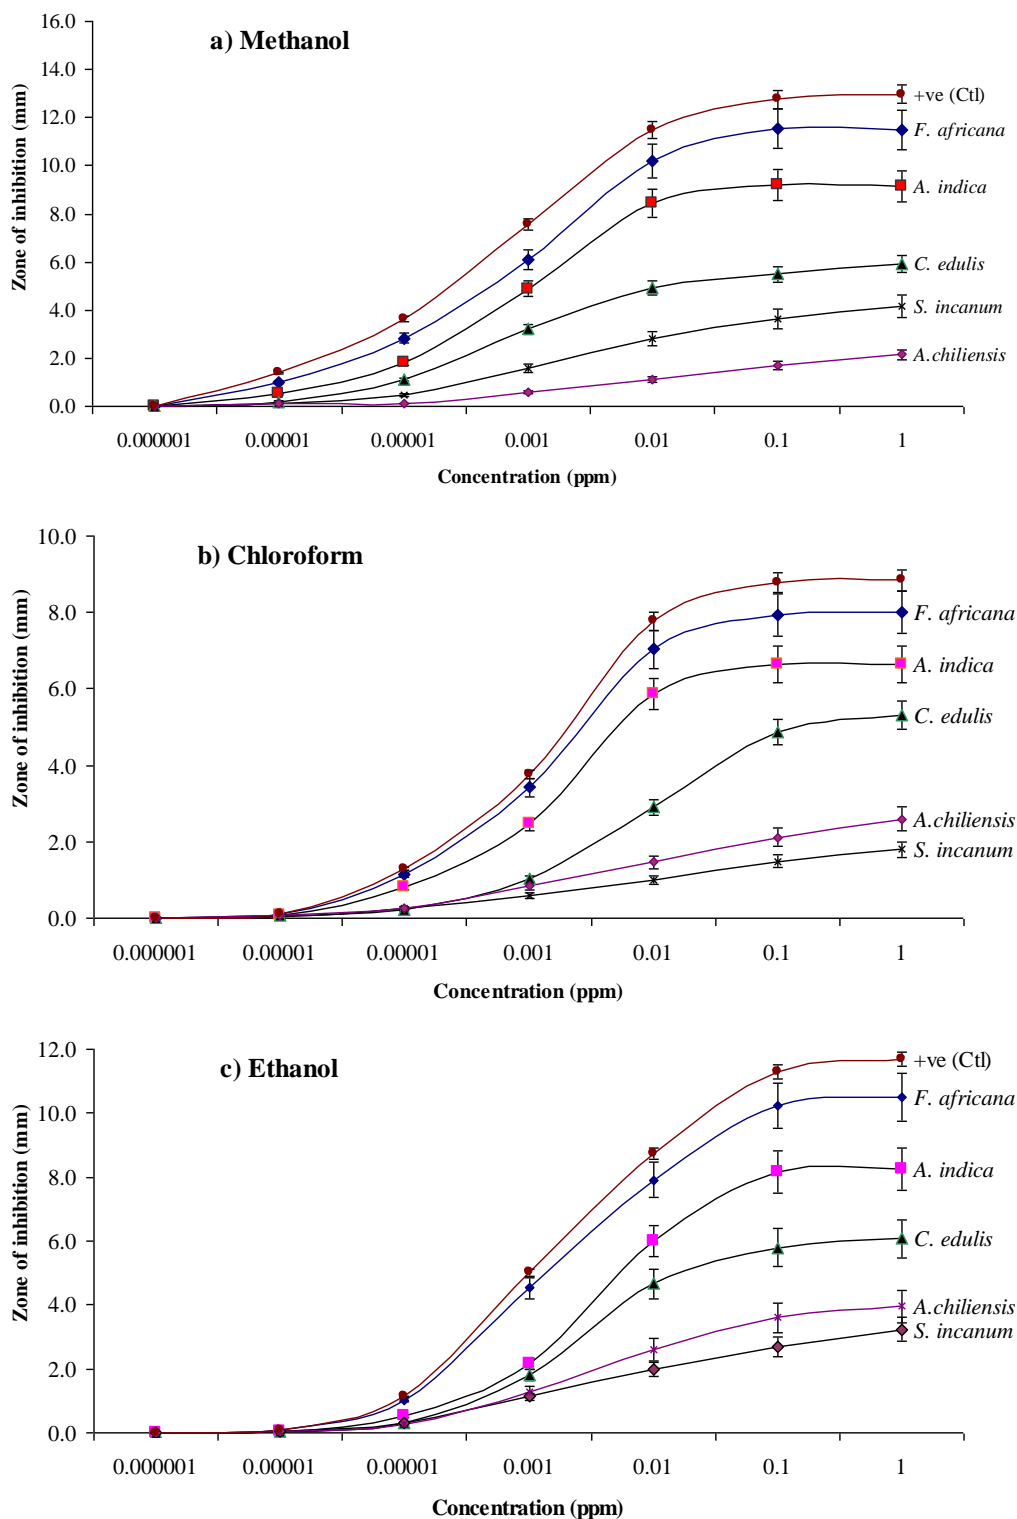 a) Methanol
Zone of inhibition (mm)
16.0
14.0
12.0
10.0
8.0
6.0
4.0
2.0
0.0
+ve (Ctl)
F. africana
A. indica
C. edulis
S. incanum
A.chiliensis
0.000001 0.00001 0.00001 0.001 0.01 0.1 1
Concentration (ppm)
b) Chloroform
Zone of inhibition (mm)
10.0
8.0
6.0
4.0
2.0
0.0
F. africana
A. indica
C. edulis
A.chiliensis
S. incanum
0.000001 0.00001 0.00001 0.001 0.01 0.1 1
Concentration (ppm)
c) Ethanol
Zone of inhibition (mm)
12.0
10.0
8.0
6.0
4.0
2.0
0.0
+ve (Ctl)
F. africana
A. indica
C. edulis
A.chiliensis
S. incanum
0.000001 0.00001 0.00001 0.001 0.01 0.1 1
Concentration (ppm)